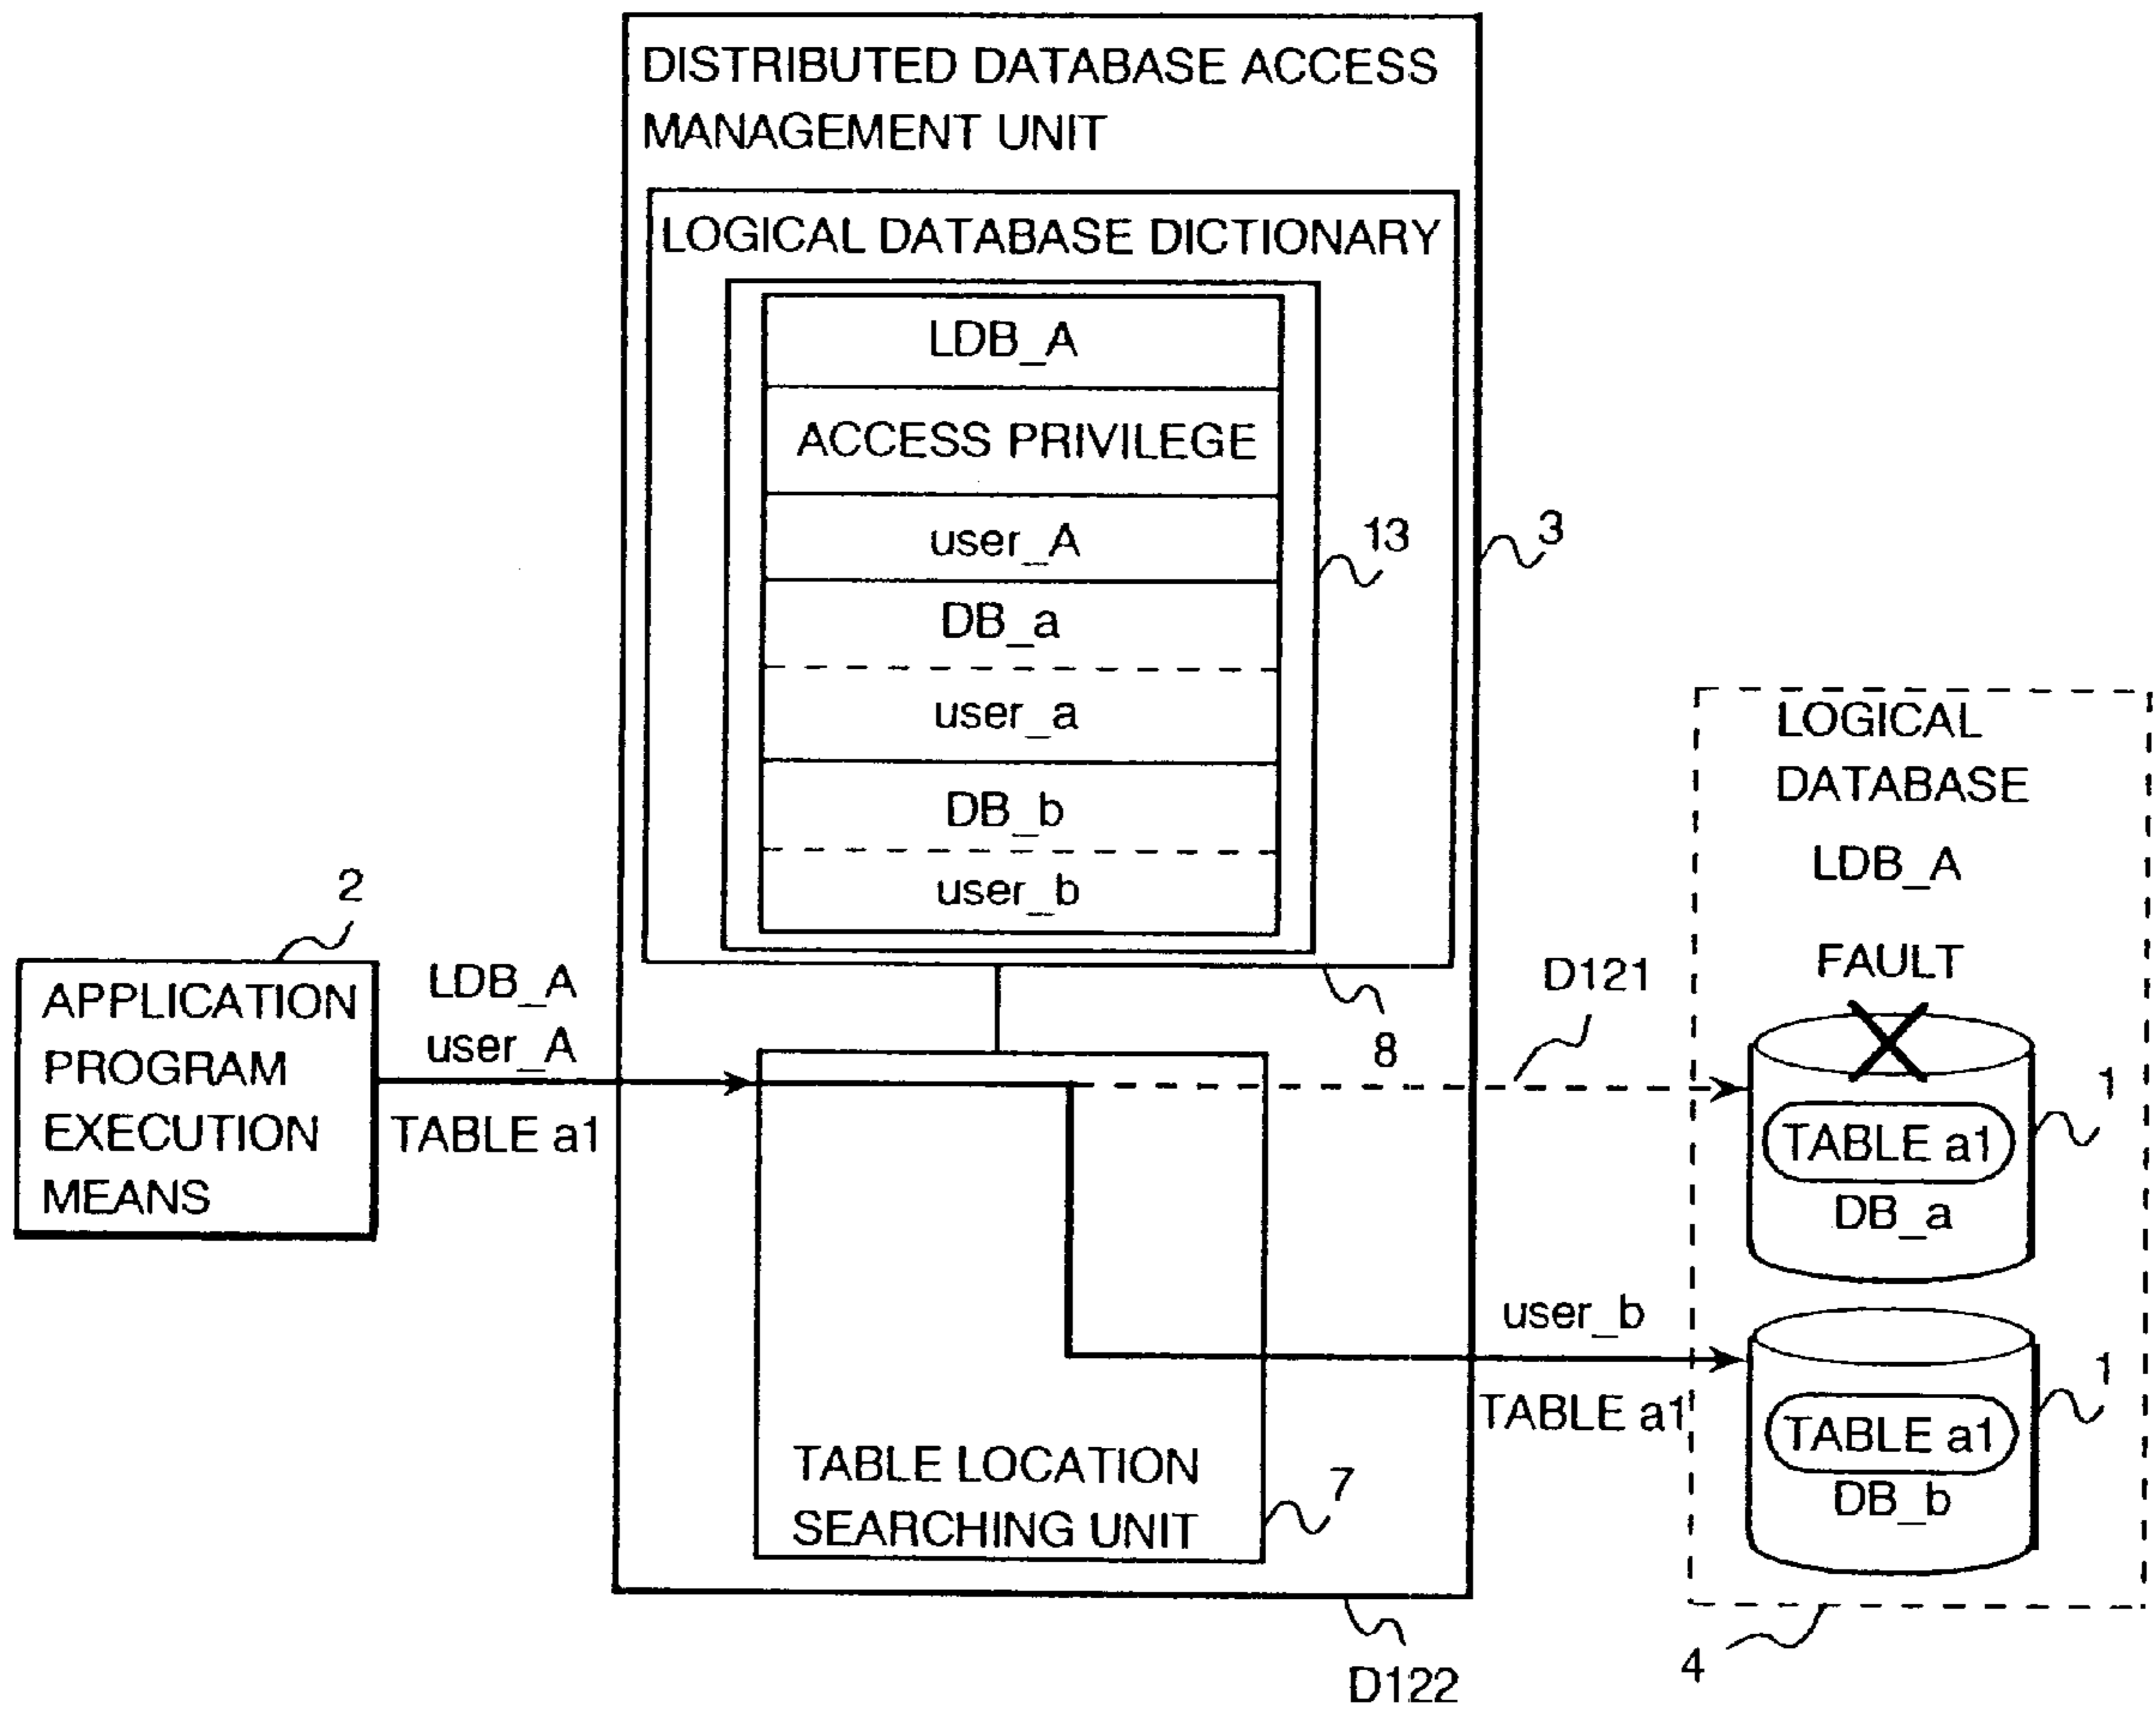 DISTRIBUTED DATABASE ACCESS
MANAGEMENT UNIT
LOGICAL DATABASE DICTIONARY
LDB_A
ACCESS PRIVILEGE
user_A
DB_a
user_a
DB_b
user_b
13
3
8
2
APPLICATION
PROGRAM
EXECUTION
MEANS
LDB_A
user_A
TABLE a1
TABLE LOCATION
SEARCHING UNIT
7
D122
D121
user_b
TABLE a1
LOGICAL
DATABASE
LDB_A
FAULT
TABLE a1
DB_a
1
TABLE a1
DB_b
1
4